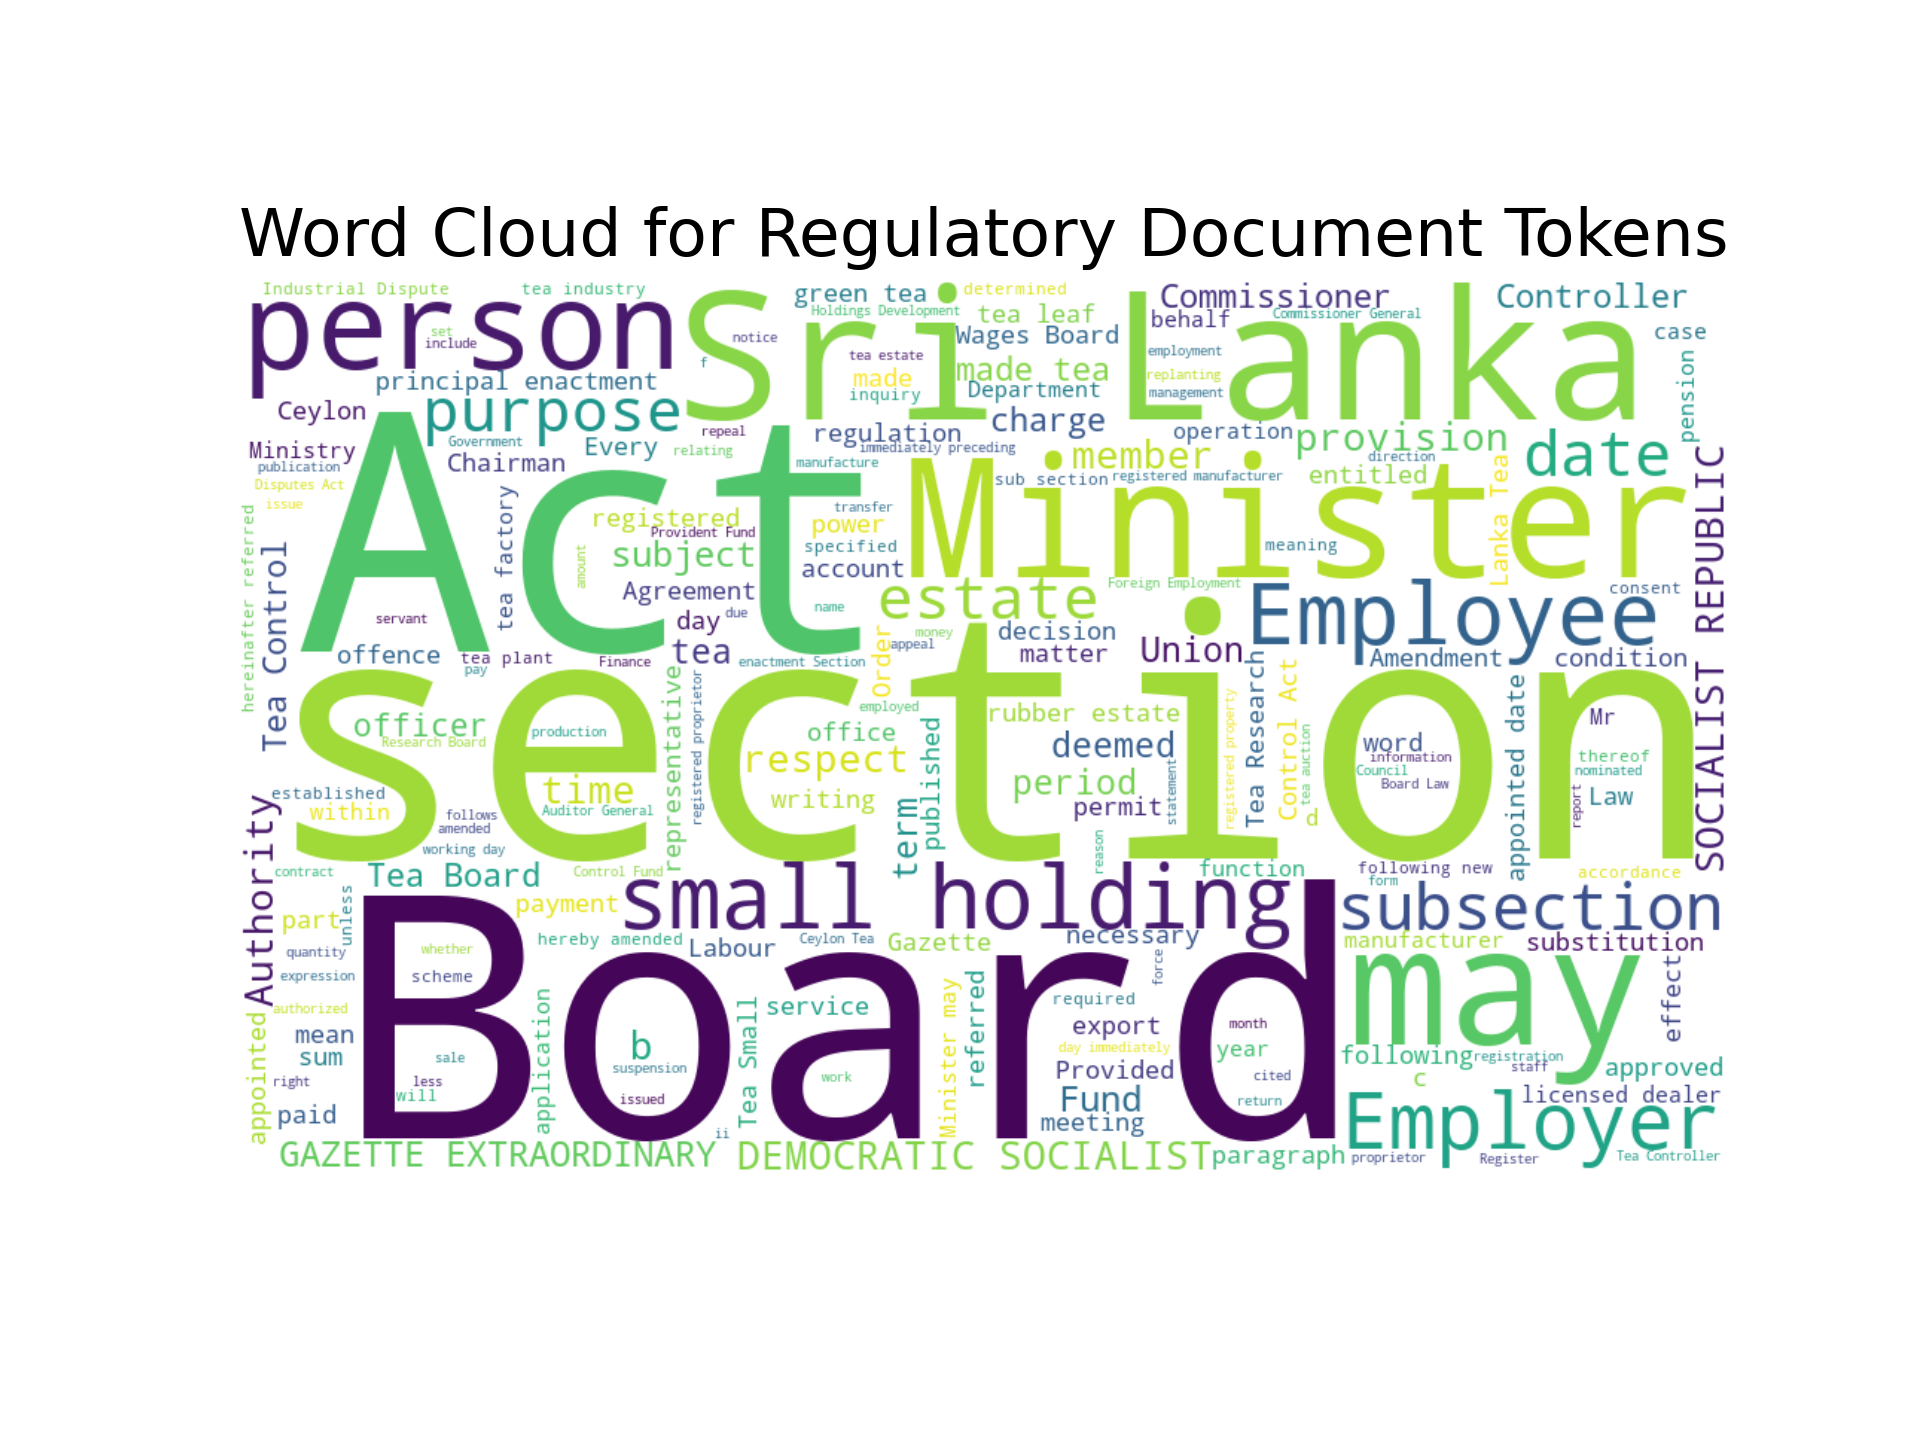 Word Cloud for Regulatory Document Tokens
Industrial Dispute
tea industry
green tea
determined
Commissioner
Controller
person
Sri Lanka
set
include
notice
f
Holdings Development
tea leaf
behalf
Commissioner General
case
Wages Board
tea estate
made
inquiry
made tea
Department
employment
replanting
management
pension
principal enactment
Ceylon
purpose
charge
Ministry
Government
Every
repeal
relating
regulation
immediately preceding
operation
provision
date
publication
Chairman
manufacture
member
direction
entitled
Disputes Act
issue
Act
sub section
registered manufacturer
Minister
Lanka Tea
SOCIALIST REPUBLIC
hereinafter referred
Tea Control
tea factory
registered
Provident Fund
transfer
power
specified
subject
amount
account
meaning
Agreement
Foreign Employment
Employee
consent
servant
day
due
name
estate
offence
tea plant
pay
Finance
tea
enactment Section
Order
money
appeal
decision
matter
Union
Amendment
condition
section
officer
Research Board
production
representative
registered proprietor
employed
office
respect
published
rubber estate
deemed
Tea Research
registered property
Control Act
tea auction
word
information
Council
Board Law
appointed date
Mr
thereof
nominated
established
within
time
Auditor General
writing
period
permit
statement
report
Law
follows
amended
working day
term
reason
Authority
contract
Tea Board
Control Fund
small holding
function
following new
form
accordance
subsection
part
unless
payment
quantity
whether
hereby amended
Labour
Ceylon Tea
Gazette
necessary
manufacturer
substitution
expression
scheme
Board
force
may
effect
authorized
appointed
mean
sum
application
b
suspension
Tea Small
service
Minister may
referred
required
export
day immediately
month
year
following
registration
staff
approved
sale
right
less
will
issued
work
Provided
cited
c
licensed dealer
paid
Fund
return
Employer
meeting
ii
GAZETTE EXTRAORDINARY
DEMOCRATIC SOCIALIST
paragraph
proprietor
Register
Tea Controller